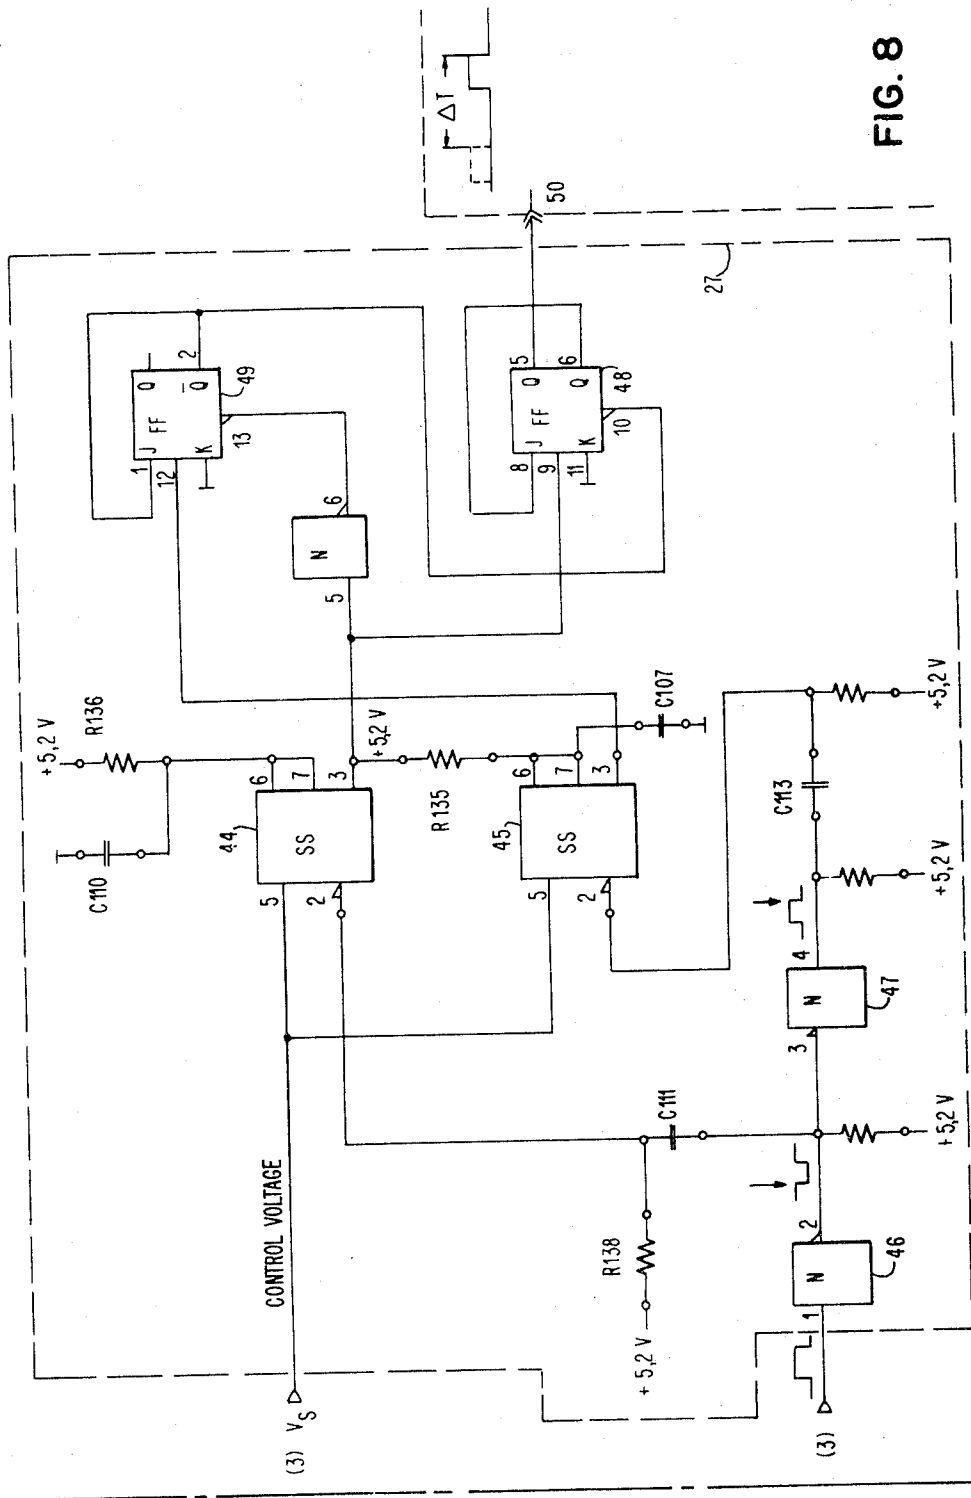 FIG. 8
ΔT
50
27
+5,2 V
R136
C110
44
SS
5
2
6
7
3
+5,2 V
R135
45
SS
5
2
6
7
3
C107
1
J
Q
FF
12
K
Q
2
49
13
N
5
6
8
J
Q
5
FF
9
11
K
Q
6
48
10
CONTROL VOLTAGE
(3) VS
R138
+ 5,2 V
C111
C113
+5,2 V
+5,2 V
+5,2 V
(3)
1
N
2
46
3
N
4
47